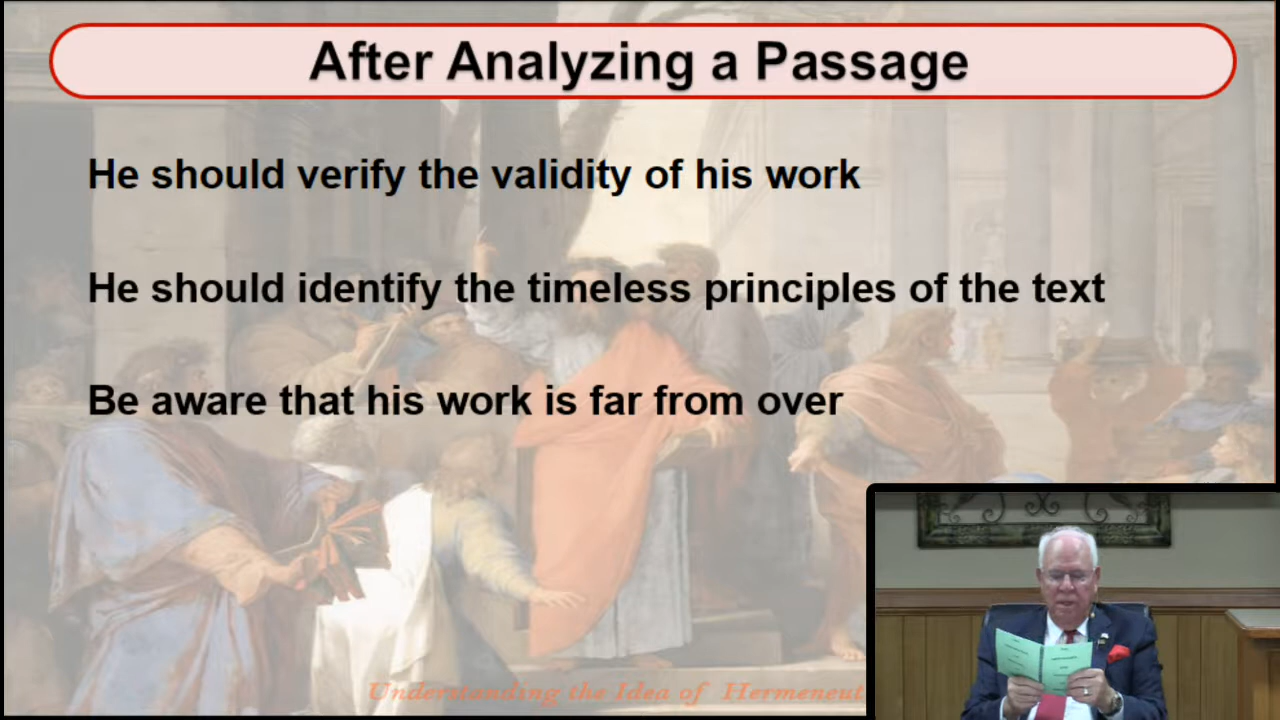 After Analyzing a Passage
He should verify the validity of his work
He should identify the timeless principles of the text
Be aware that his work is far from over
Understanding the Idea of Hermeneut